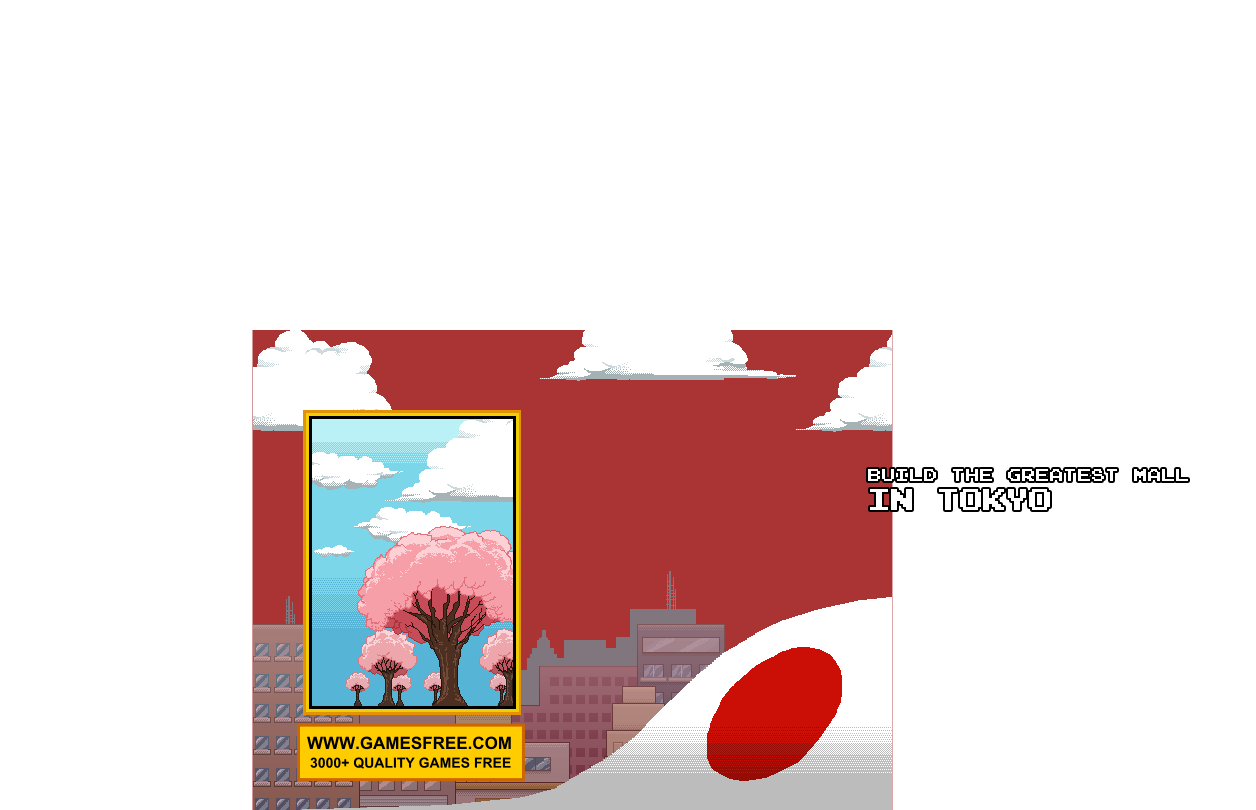 BUILD THE GREATEST MALL
IN TOKYO
WWW.GAMESFREE.COM
3000+ QUALITY GAMES FREE